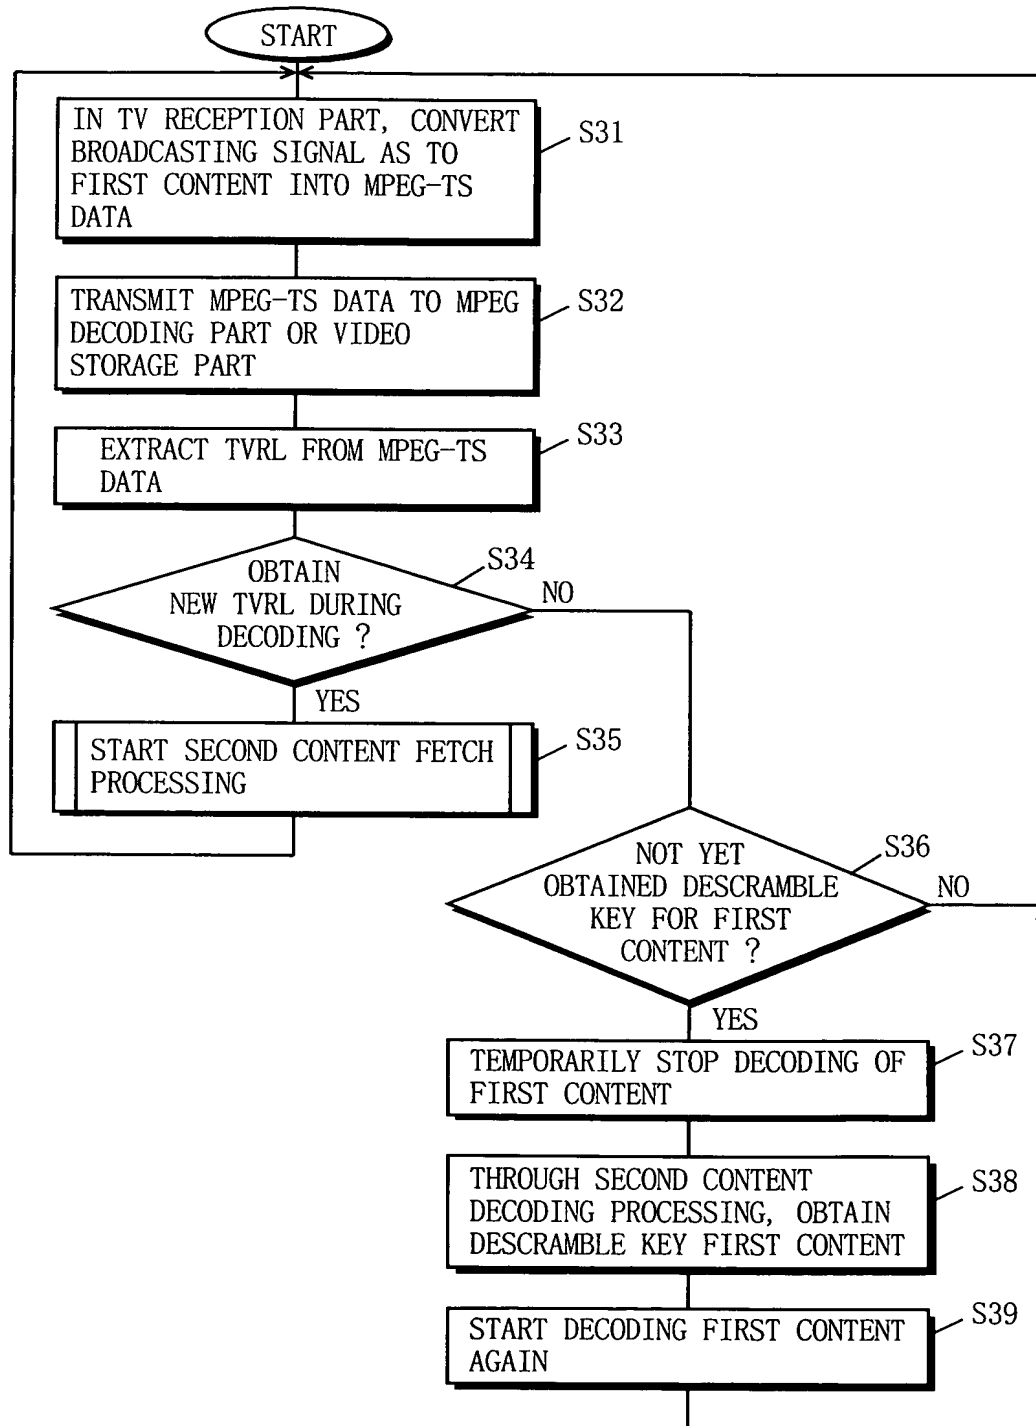 START
IN TV RECEPTION PART, CONVERT
BROADCASTING SIGNAL AS TO
FIRST CONTENT INTO MPEG-TS
DATA
S31
TRANSMIT MPEG-TS DATA TO MPEG
DECODING PART OR VIDEO
STORAGE PART
S32
EXTRACT TVRL FROM MPEG-TS
DATA
S33
OBTAIN
NEW TVRL DURING
DECODING ?
S34
NO
YES
START SECOND CONTENT FETCH
PROCESSING
S35
NOT YET
OBTAINED DESCRAMBLE
KEY FOR FIRST
CONTENT ?
S36
NO
YES
TEMPORARILY STOP DECODING OF
FIRST CONTENT
S37
THROUGH SECOND CONTENT
DECODING PROCESSING, OBTAIN
DESCRAMBLE KEY FIRST CONTENT
S38
START DECODING FIRST CONTENT
AGAIN
S39